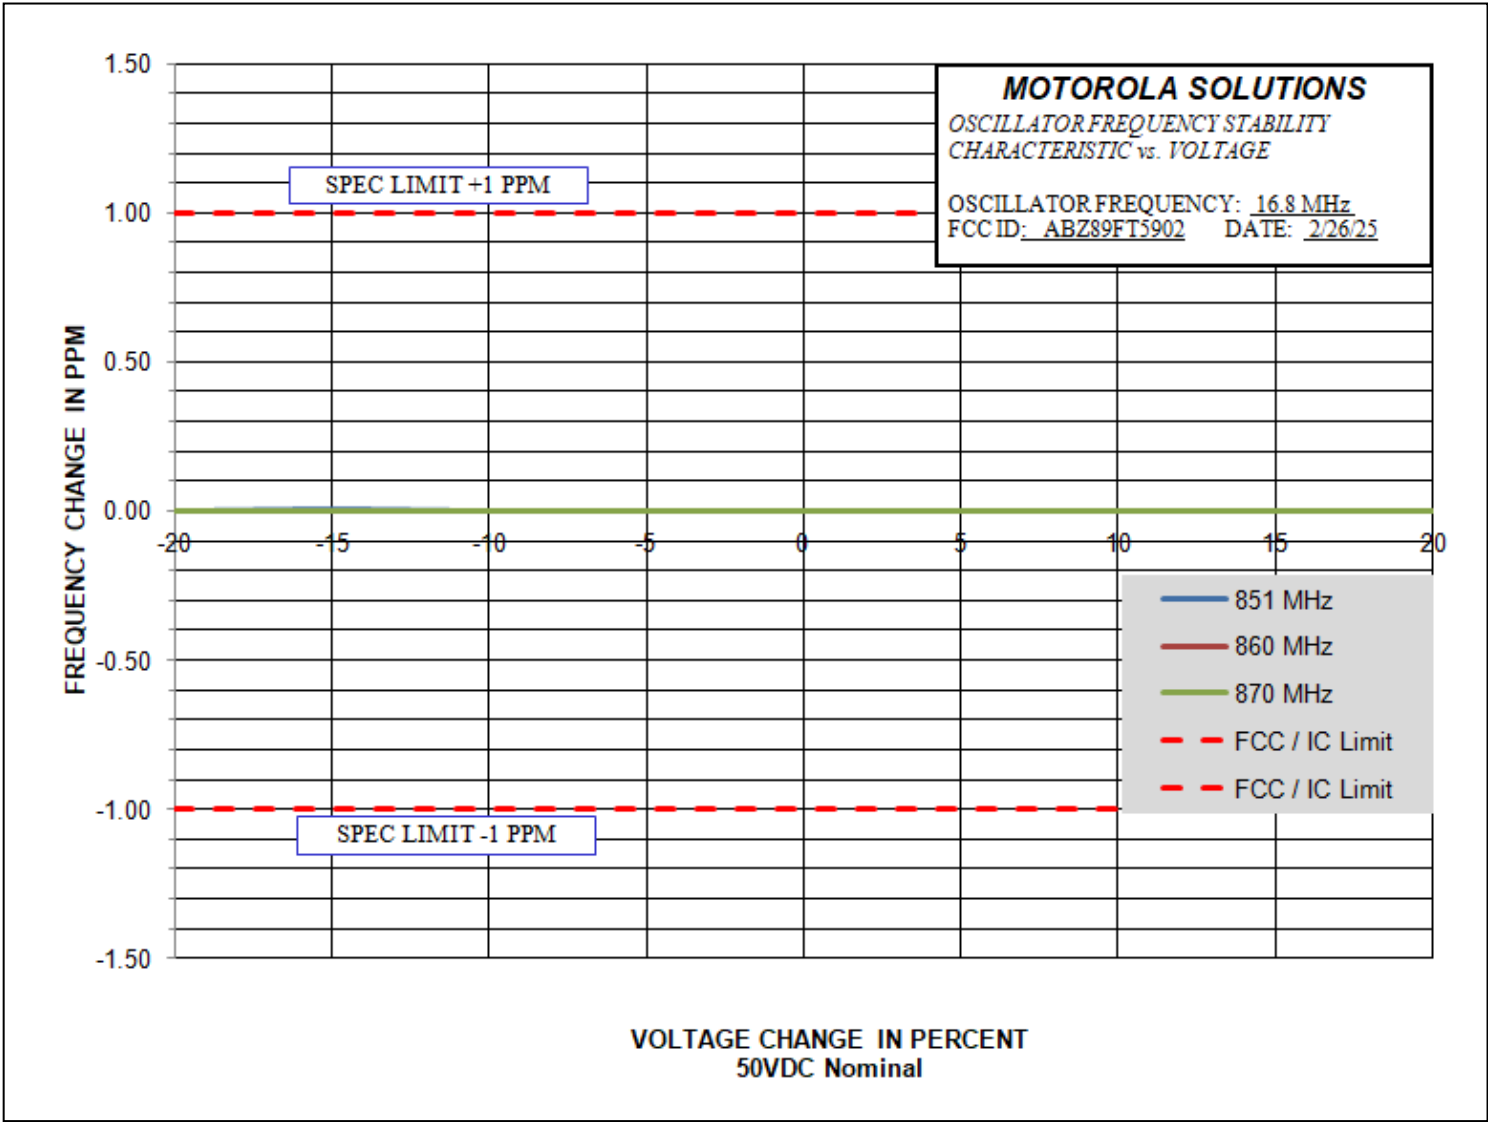 1.50
MOTOROLA SOLUTIONS
OSCILLATOR FREQUENCY STABILITY
CHARACTERISTIC vs. VOLTAGE
OSCILLATOR FREQUENCY: 16.8 MHz
FCC ID: ABZ89FT5902 DATE: 2/26/25
SPEC LIMIT +1 PPM
1.00
0.50
0.00
-0.50
-1.00
-1.50
FREQUENCY CHANGE IN PPM
-20 -15 -10 -5 0 5 10 15 20
851 MHz
860 MHz
870 MHz
FCC / IC Limit
FCC / IC Limit
SPEC LIMIT -1 PPM
VOLTAGE CHANGE IN PERCENT
50VDC Nominal